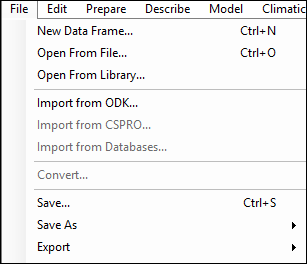 File Edit Prepare Describe Model Climatic
New Data Frame... Ctrl+N
Open From File... Ctrl+O
Open From Library...
Import from ODK...
Import from CSPRO...
Import from Databases...
Convert...
Save... Ctrl+S
Save As
Export